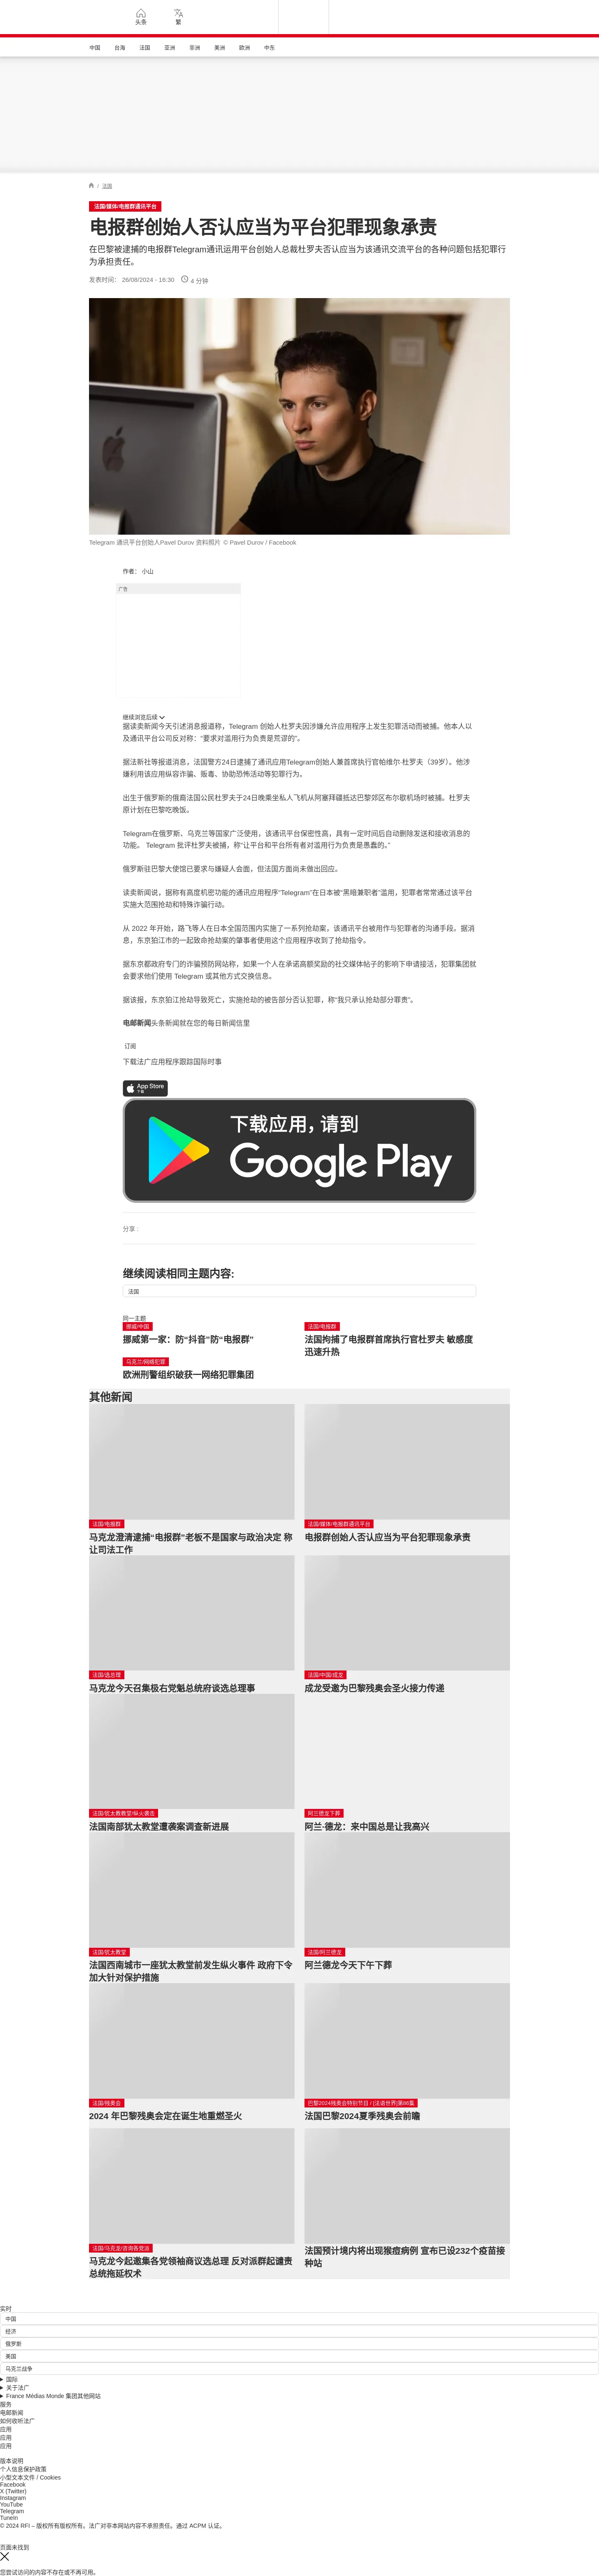 头条
繁
中国 台海 法国 亚洲 非洲 美洲 欧洲 中东
/ 法国
法国/媒体/电报群通讯平台
电报群创始人否认应当为平台犯罪现象承责
在巴黎被逮捕的电报群Telegram通讯运用平台创始人总裁杜罗夫否认应当为该通讯交流平台的各种问题包括犯罪行
为承担责任。
发表时间： 26/08/2024 - 16:30 4 分钟
Telegram 通讯平台创始人Pavel Durov 资料照片 © Pavel Durov / Facebook
作者： 小山
广告
继续浏览后续
据读卖新闻今天引述消息报道称，Telegram 创始人杜罗夫因涉嫌允许应用程序上发生犯罪活动而被捕。他本人以
及通讯平台公司反对称：“要求对滥用行为负责是荒谬的”。
据法新社等报道消息，法国警方24日逮捕了通讯应用Telegram创始人兼首席执行官帕维尔·杜罗夫（39岁）。他涉
嫌利用该应用纵容诈骗、贩毒、协助恐怖活动等犯罪行为。
出生于俄罗斯的俄裔法国公民杜罗夫于24日晚乘坐私人飞机从阿塞拜疆抵达巴黎郊区布尔歇机场时被捕。杜罗夫
原计划在巴黎吃晚饭。
Telegram在俄罗斯、乌克兰等国家广泛使用，该通讯平台保密性高，具有一定时间后自动删除发送和接收消息的
功能。 Telegram 批评杜罗夫被捕，称“让平台和平台所有者对滥用行为负责是愚蠢的。”
俄罗斯驻巴黎大使馆已要求与嫌疑人会面，但法国方面尚未做出回应。
读卖新闻说，据称有高度机密功能的通讯应用程序“Telegram”在日本被“黑暗兼职者”滥用，犯罪者常常通过该平台
实施大范围抢劫和特殊诈骗行动。
从 2022 年开始，路飞等人在日本全国范围内实施了一系列抢劫案，该通讯平台被用作与犯罪者的沟通手段。据消
息，东京狛江市的一起致命抢劫案的肇事者使用这个应用程序收到了抢劫指令。
据东京都政府专门的诈骗预防网站称，如果一个人在承诺高额奖励的社交媒体帖子的影响下申请接活，犯罪集团就
会要求他们使用 Telegram 或其他方式交换信息。
据该报，东京狛江抢劫导致死亡，实施抢劫的被告部分否认犯罪，称“我只承认抢劫部分罪责”。
电邮新闻头条新闻就在您的每日新闻信里
订阅
下载法广应用程序跟踪国际时事
App Store
下载
下载应用，请到
Google Play
分享 :
继续阅读相同主题内容:
法国
同一主题
挪威/中国
挪威第一家：防“抖音”防“电报群”
法国/电报群
法国拘捕了电报群首席执行官杜罗夫 敏感度
迅速升热
乌克兰/网络犯罪
欧洲刑警组织破获一网络犯罪集团
其他新闻
法国/电报群
马克龙澄清逮捕“电报群”老板不是国家与政治决定 称
让司法工作
法国/媒体/电报群通讯平台
电报群创始人否认应当为平台犯罪现象承责
法国/选总理
马克龙今天召集极右党魁总统府谈选总理事
法国/中国/成龙
成龙受邀为巴黎残奥会圣火接力传递
法国/犹太教教堂/纵火袭击
法国南部犹太教堂遭袭案调查新进展
阿兰德龙下葬
阿兰·德龙：来中国总是让我高兴
法国/犹太教堂
法国西南城市一座犹太教堂前发生纵火事件 政府下令
加大针对保护措施
法国/阿兰德龙
阿兰德龙今天下午下葬
法国/残奥会
2024 年巴黎残奥会定在诞生地重燃圣火
巴黎2024残奥会特别节目 / [法语世界]第86集
法国巴黎2024夏季残奥会前瞻
法国/马克龙/咨询各党派
马克龙今起邀集各党领袖商议选总理 反对派群起谴责
总统拖延权术
法国预计境内将出现猴痘病例 宣布已设232个疫苗接
种站
实时
中国
经济
俄罗斯
美国
乌克兰战争
国际
关于法广
France Médias Monde 集团其他网站
服务
电邮新闻
如何收听法广
应用
应用
应用
版本说明
个人信息保护政策
小型文本文件 / Cookies
Facebook
X (Twitter)
Instagram
YouTube
Telegram
TuneIn
© 2024 RFI – 版权所有版权所有。法广对非本网站内容不承担责任。通过 ACPM 认证。
页面未找到
您尝试访问的内容不存在或不再可用。